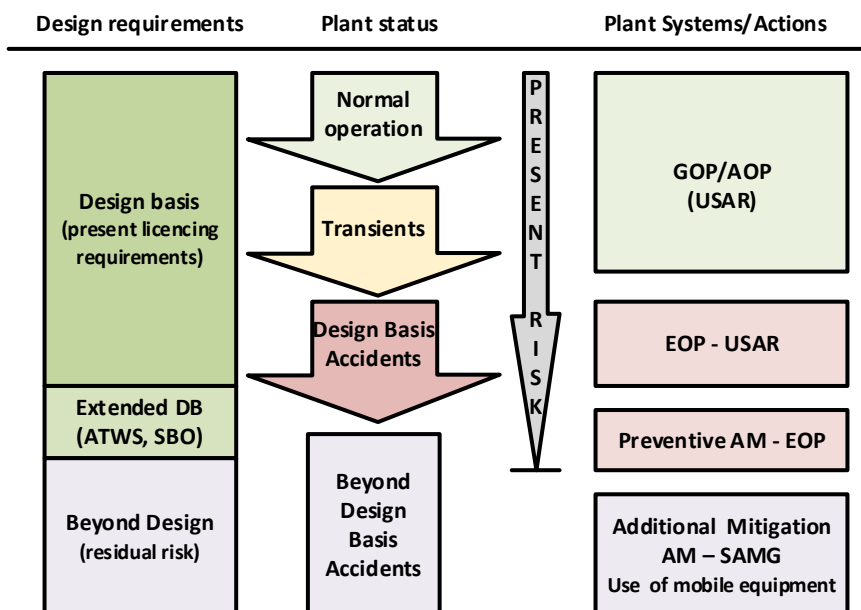 Design requirements
Plant status
Plant Systems/Actions
Design basis
(present licencing
requirements)
Extended DB
(ATWS, SBO)
Beyond Design
(residual risk)
Normal
operation
Transients
Design Basis
Accidents
Beyond
Design
Basis
Accidents
PRESENT RISK
GOP/AOP
(USAR)
EOP - USAR
Preventive AM - EOP
Additional Mitigation
AM – SAMG
Use of mobile equipment